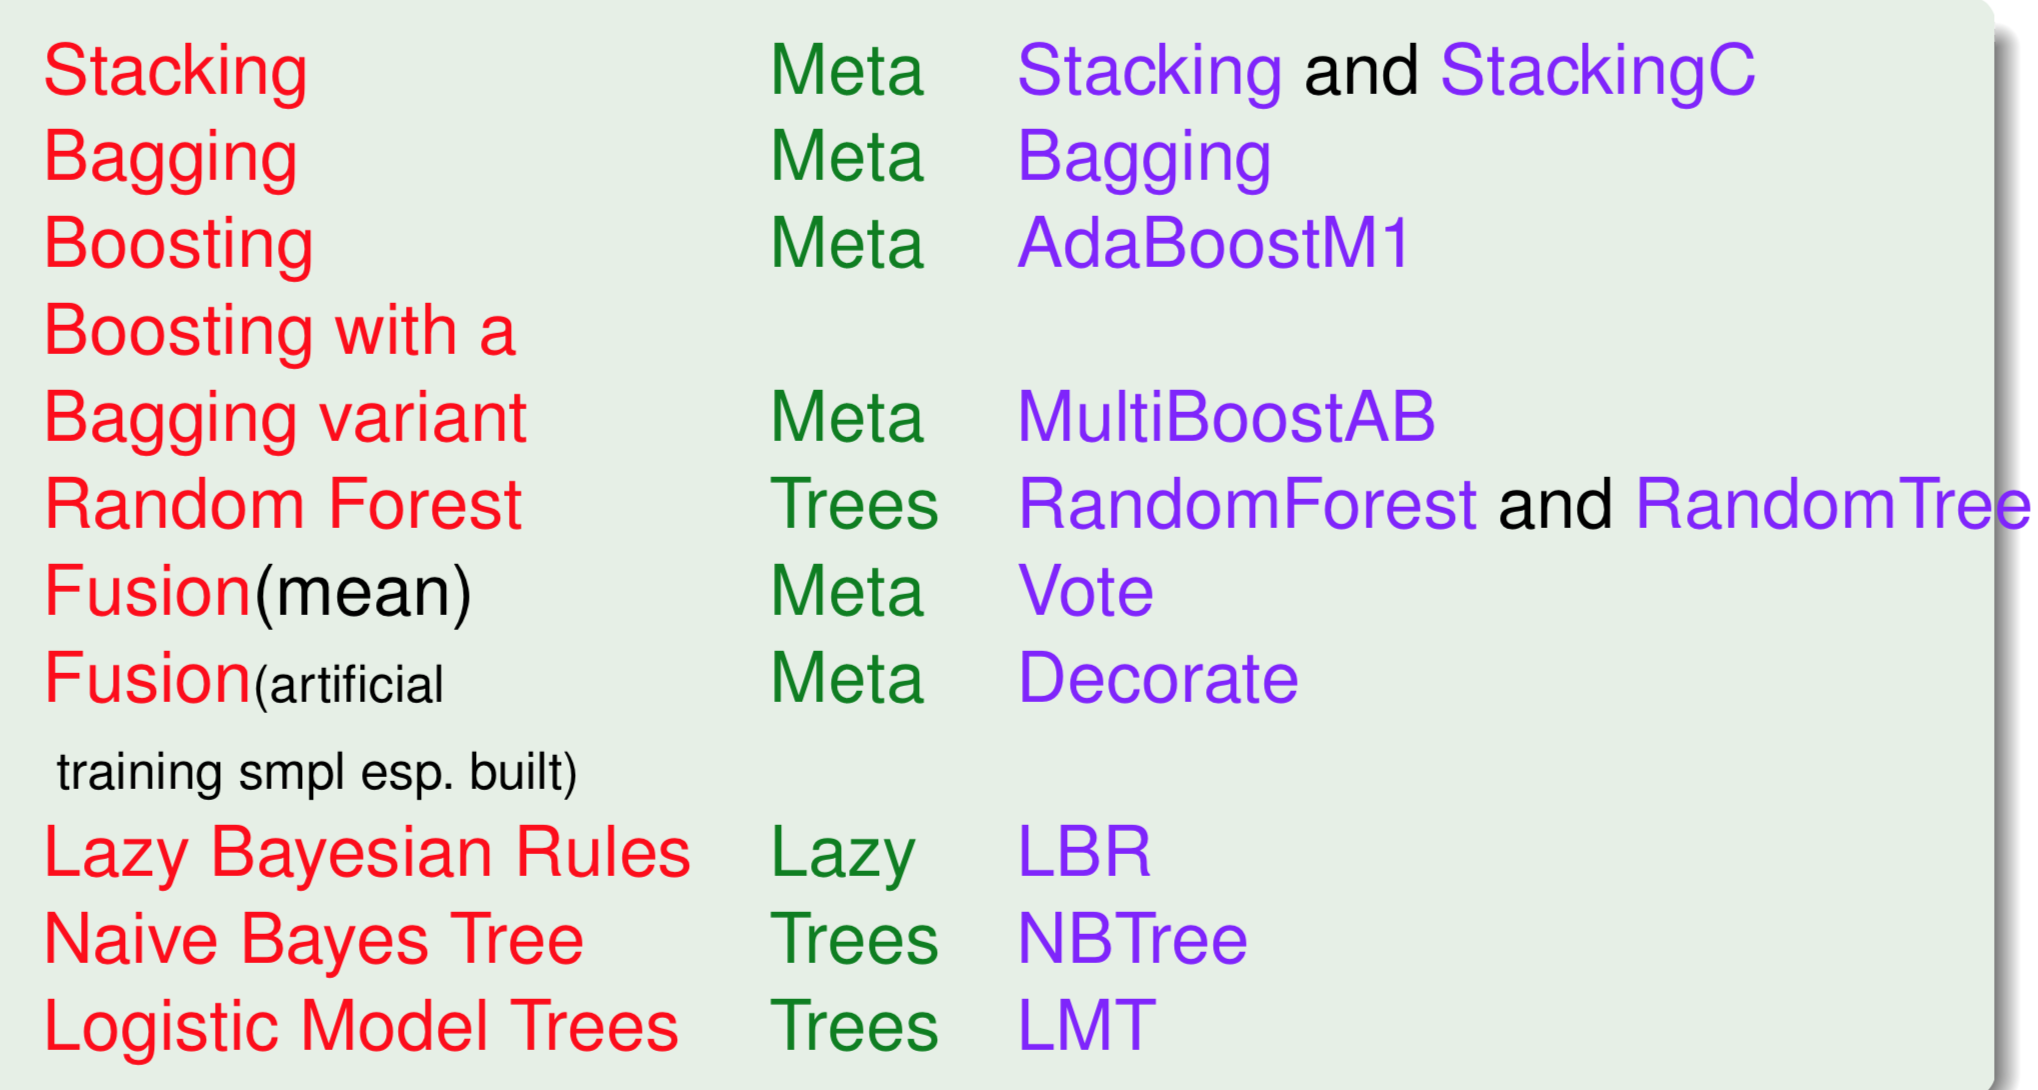 Stacking Meta Stacking and StackingC
Bagging Meta Bagging
Boosting Meta AdaBoostM1
Boosting with a
Bagging variant Meta MultiBoostAB
Random Forest Trees RandomForest and RandomTree
Fusion(mean) Meta Vote
Fusion(artificial Meta Decorate
training smpl esp. built)
Lazy Bayesian Rules Lazy LBR
Naive Bayes Tree Trees NBTree
Logistic Model Trees Trees LMT